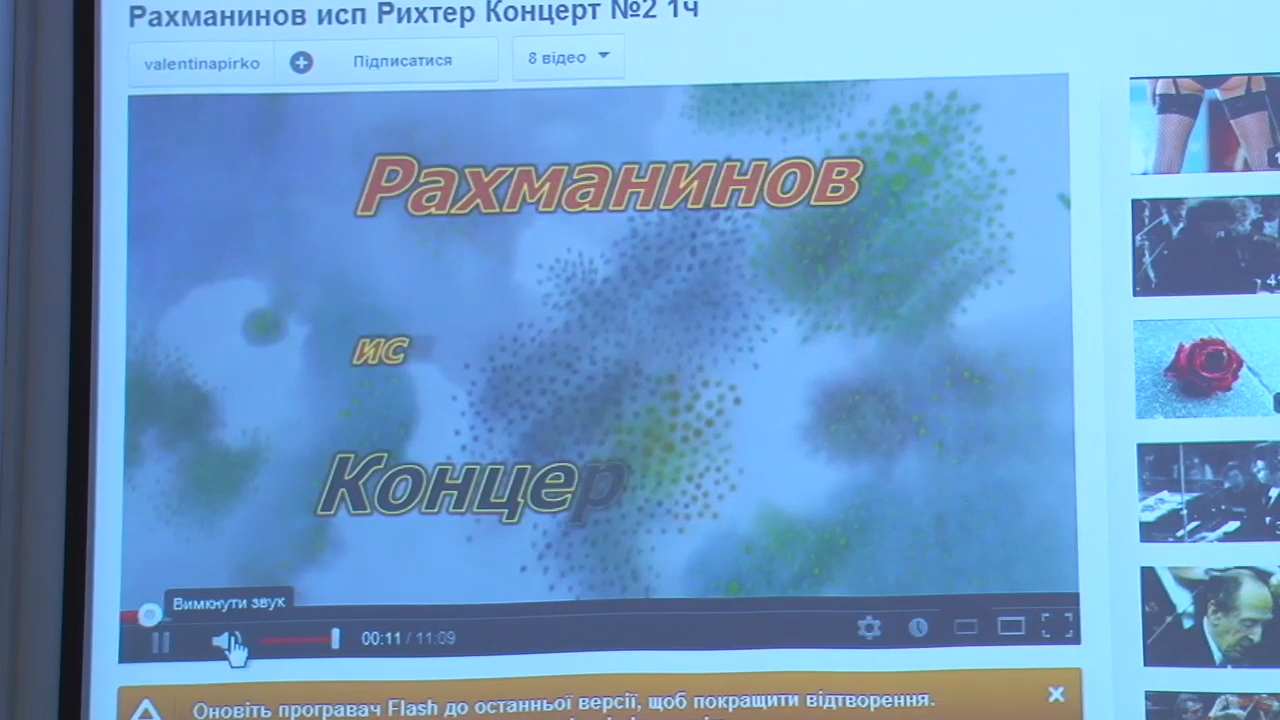 Рахманинов исп Рихтер Концерт №2 1ч
valentinapirko
Підписатися
8 відео
Рахманинов
ис
Концер
Вимкнути звук
00:11 / 11:09
Оновіть програвач Flash до останньої версії, щоб покращити відтворення.